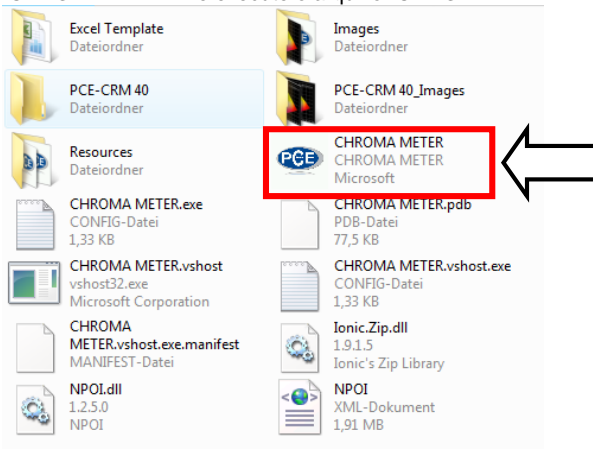 Excel Template
Dateiordner
Images
Dateiordner
PCE-CRM 40
Dateiordner
PCE-CRM 40_Images
Dateiordner
Resources
Dateiordner
PCE
CHROMA METER
CHROMA METER
Microsoft
CHROMA METER.exe
CONFIG-Datei
1,33 KB
CHROMA METER.pdb
PDB-Datei
77,5 KB
CHROMA METER.vshost
vshost32.exe
Microsoft Corporation
CHROMA METER.vshost.exe
CONFIG-Datei
1,33 KB
CHROMA
METER.vshost.exe.manifest
MANIFEST-Datei
Ionic.Zip.dll
1.9.1.5
Ionic's Zip Library
NPOI.dll
1.2.5.0
NPOI
NPOI
XML-Dokument
1,91 MB